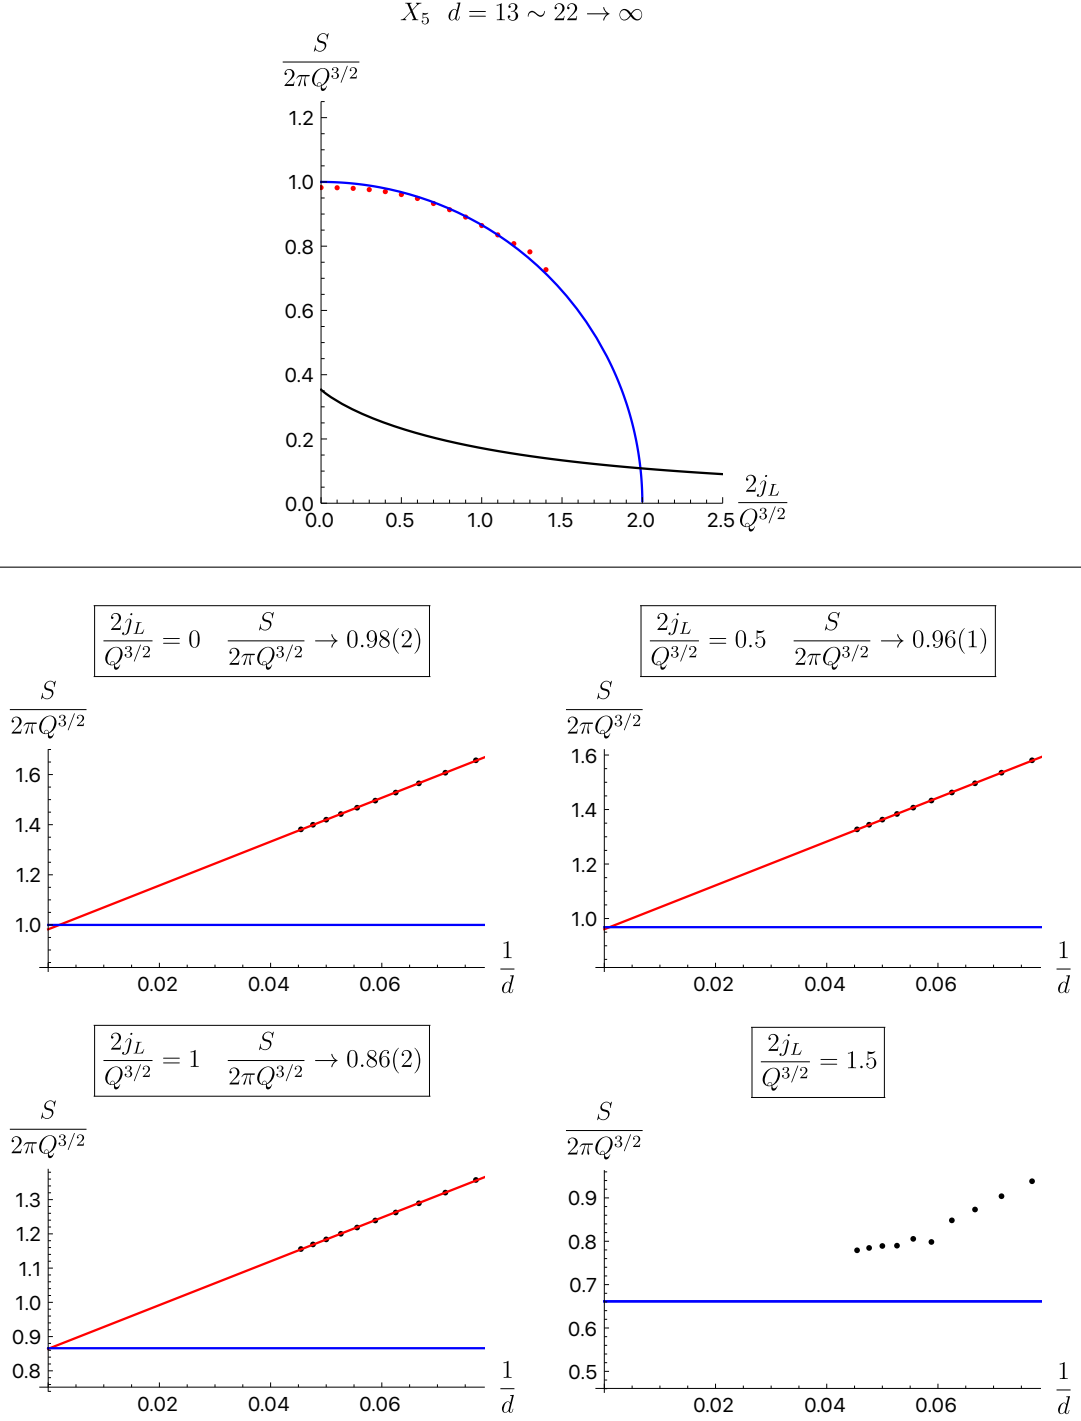 X_5 d = 13 ∼ 22 → ∞
S/(2πQ^{3/2})
1.2
1.0
0.8
0.6
0.4
0.2
0.0
0.0 0.5 1.0 1.5 2.0 2.5
2j_L/Q^{3/2}
2j_L/Q^{3/2} = 0 S/(2πQ^{3/2}) → 0.98(2)
S/(2πQ^{3/2})
1.6
1.4
1.2
1.0
0.02 0.04 0.06
1/d
2j_L/Q^{3/2} = 0.5 S/(2πQ^{3/2}) → 0.96(1)
S/(2πQ^{3/2})
1.6
1.4
1.2
1.0
0.02 0.04 0.06
1/d
2j_L/Q^{3/2} = 1 S/(2πQ^{3/2}) → 0.86(2)
S/(2πQ^{3/2})
1.3
1.2
1.1
1.0
0.9
0.8
0.02 0.04 0.06
1/d
2j_L/Q^{3/2} = 1.5
S/(2πQ^{3/2})
0.9
0.8
0.7
0.6
0.5
0.02 0.04 0.06
1/d